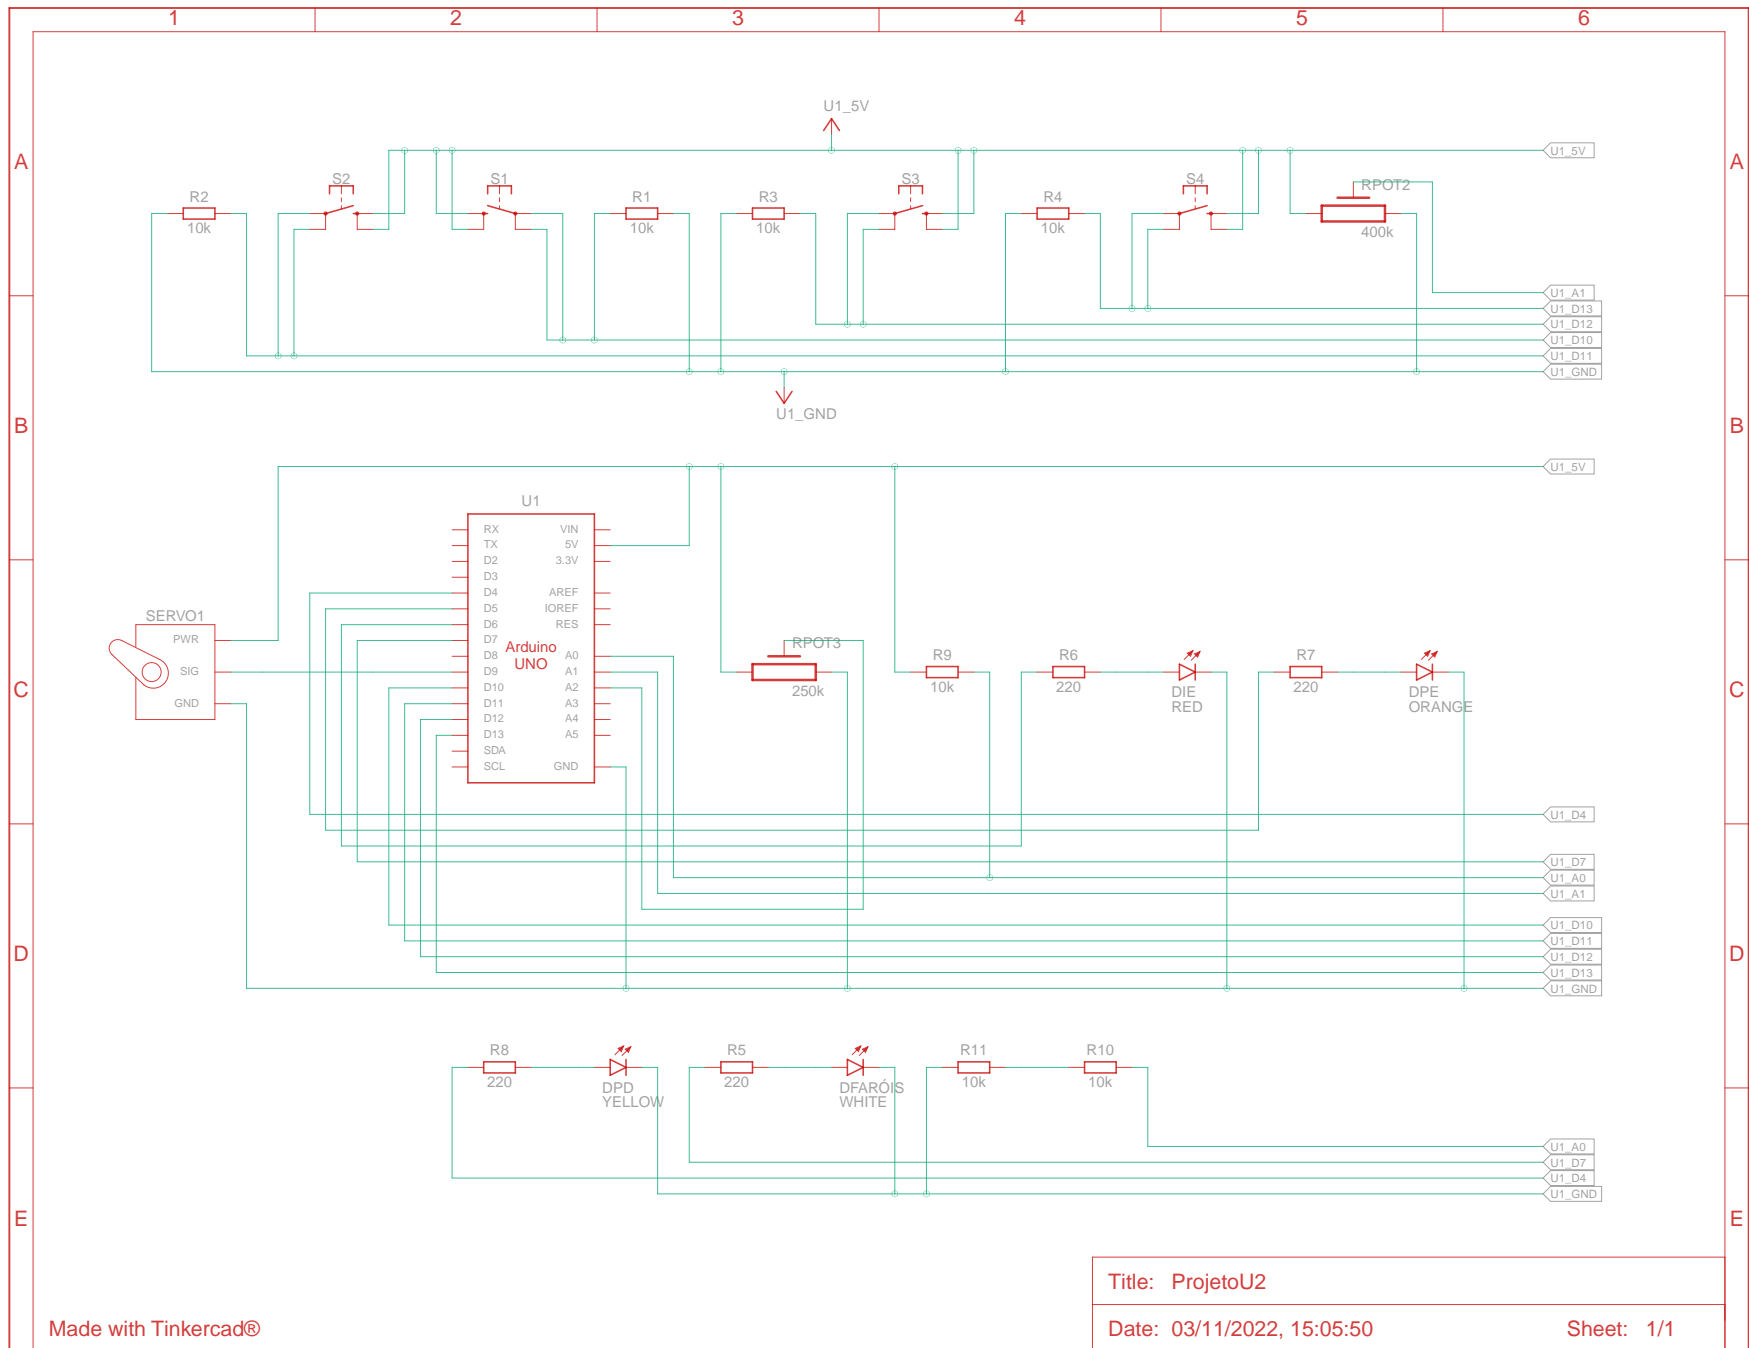 1 2 3 4 5 6
U1_5V
A A
U1_5V
S2 S1 S3 S4
R2 R1 R3 R4 RPOT2
10k 10k 10k 10k 400k
U1_A1
U1_D13
U1_D12
U1_D10
U1_D11
U1_GND
U1_GND
B B
U1_5V
U1
RX VIN
TX 5V
D2 3.3V
D3
D4 AREF
D5 IOREF
D6 RES
D7
D8 A0
D9 A1
D10 A2
D11 A3
D12 A4
D13 A5
SDA
SCL GND
Arduino
UNO
SERVO1
PWR
SIG
GND
RPOT3 R9 R6 R7
250k 10k 220 220
DIE
RED
DPE
ORANGE
C C
U1_D4
U1_D7
U1_A0
U1_A1
U1_D10
U1_D11
U1_D12
U1_D13
U1_GND
D D
R8 R5 R11 R10
220 220 10k 10k
DPD
YELLOW
DFARÓIS
WHITE
U1_A0
U1_D7
U1_D4
U1_GND
E E
Title: ProjetoU2
Made with Tinkercad®
Date: 03/11/2022, 15:05:50 Sheet: 1/1